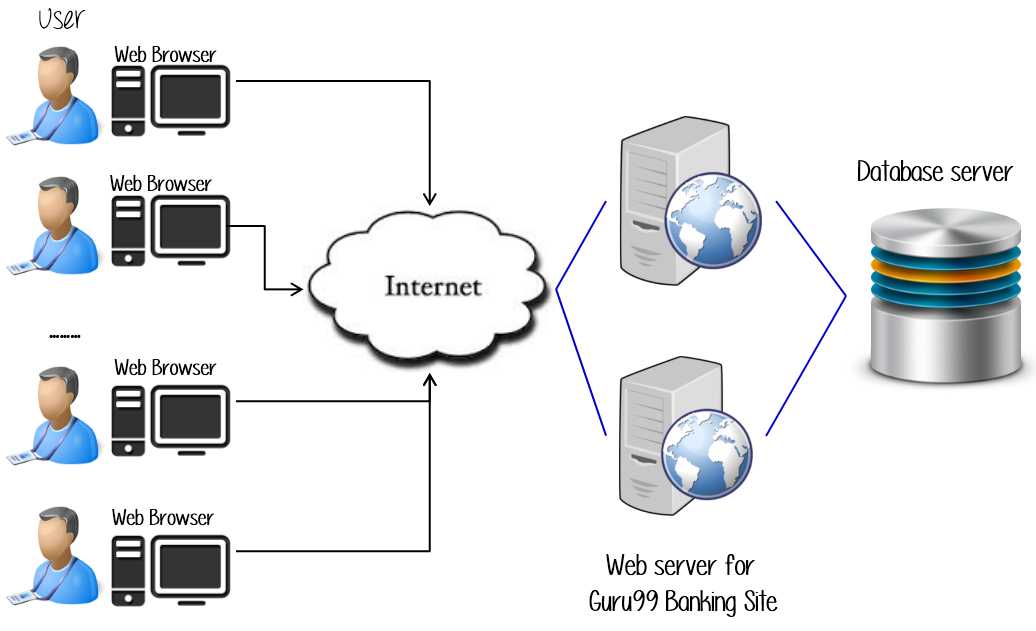 User
Web Browser
Web Browser
.........
Web Browser
Web Browser
Internet
Database server
Web server for
Guru99 Banking Site